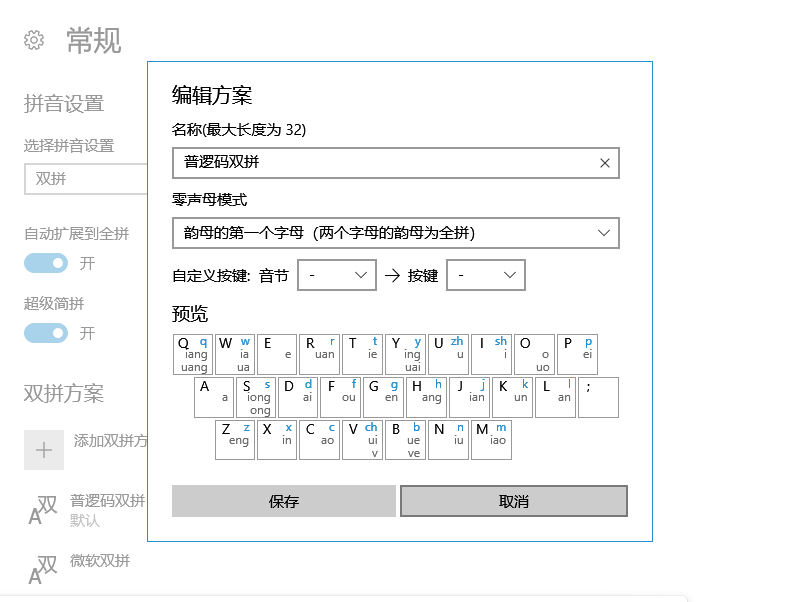 常规
拼音设置
选择拼音设置
双拼
自动扩展到全拼
开
超级简拼
开
双拼方案
添加双拼方
普逻码双拼
默认
微软双拼
编辑方案
名称(最大长度为 32)
普逻码双拼
零声母模式
韵母的第一个字母（两个字母的韵母为全拼）
自定义按键: 音节 - → 按键 -
预览
Q q iang uang
W w ia ua
E e
R r uan
T t ie
Y y ing uai
U zh u
I sh i
O o uo
P p ei
A a
S s iong ong
D d ai
F f ou
G g en
H h ang
J j ian
K k un
L l an
;
Z z eng
X x in
C c ao
V ch ui v
B b ue ve
N n iu
M m iao
保存
取消